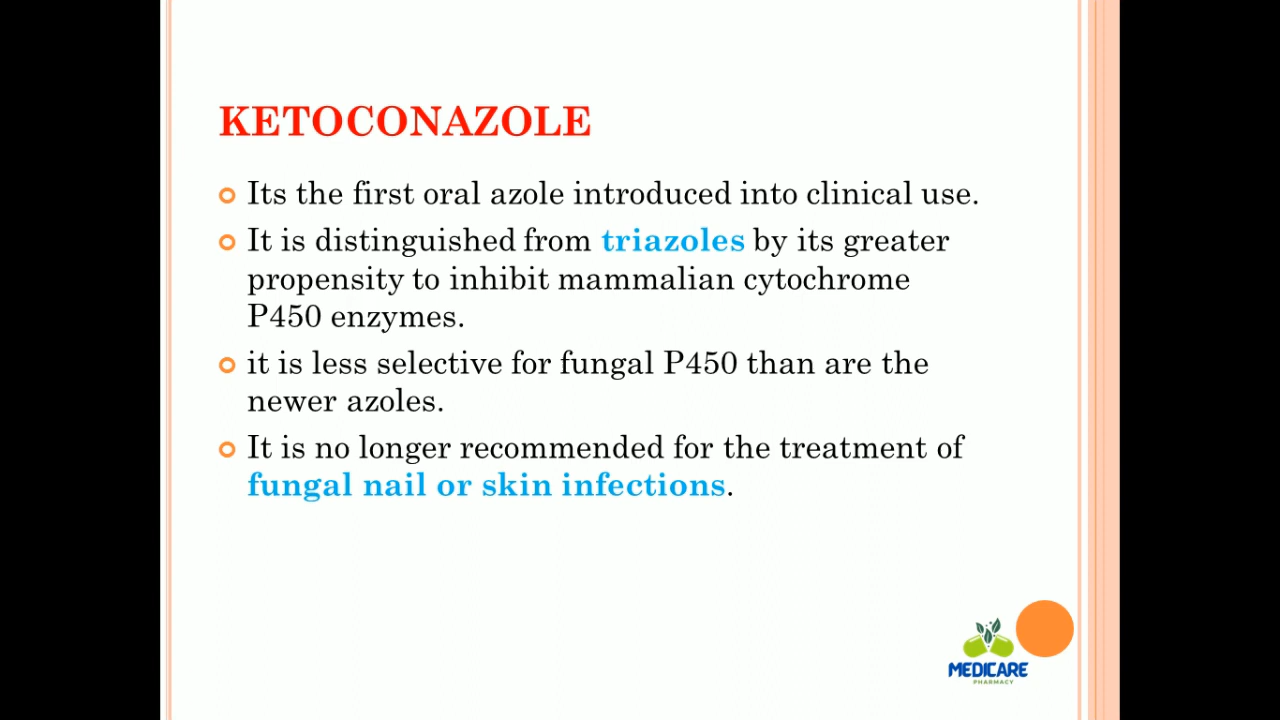 KETOCONAZOLE
Its the first oral azole introduced into clinical use.
It is distinguished from triazoles by its greater
propensity to inhibit mammalian cytochrome
P450 enzymes.
it is less selective for fungal P450 than are the
newer azoles.
It is no longer recommended for the treatment of
fungal nail or skin infections.
MEDICARE
PHARMACY